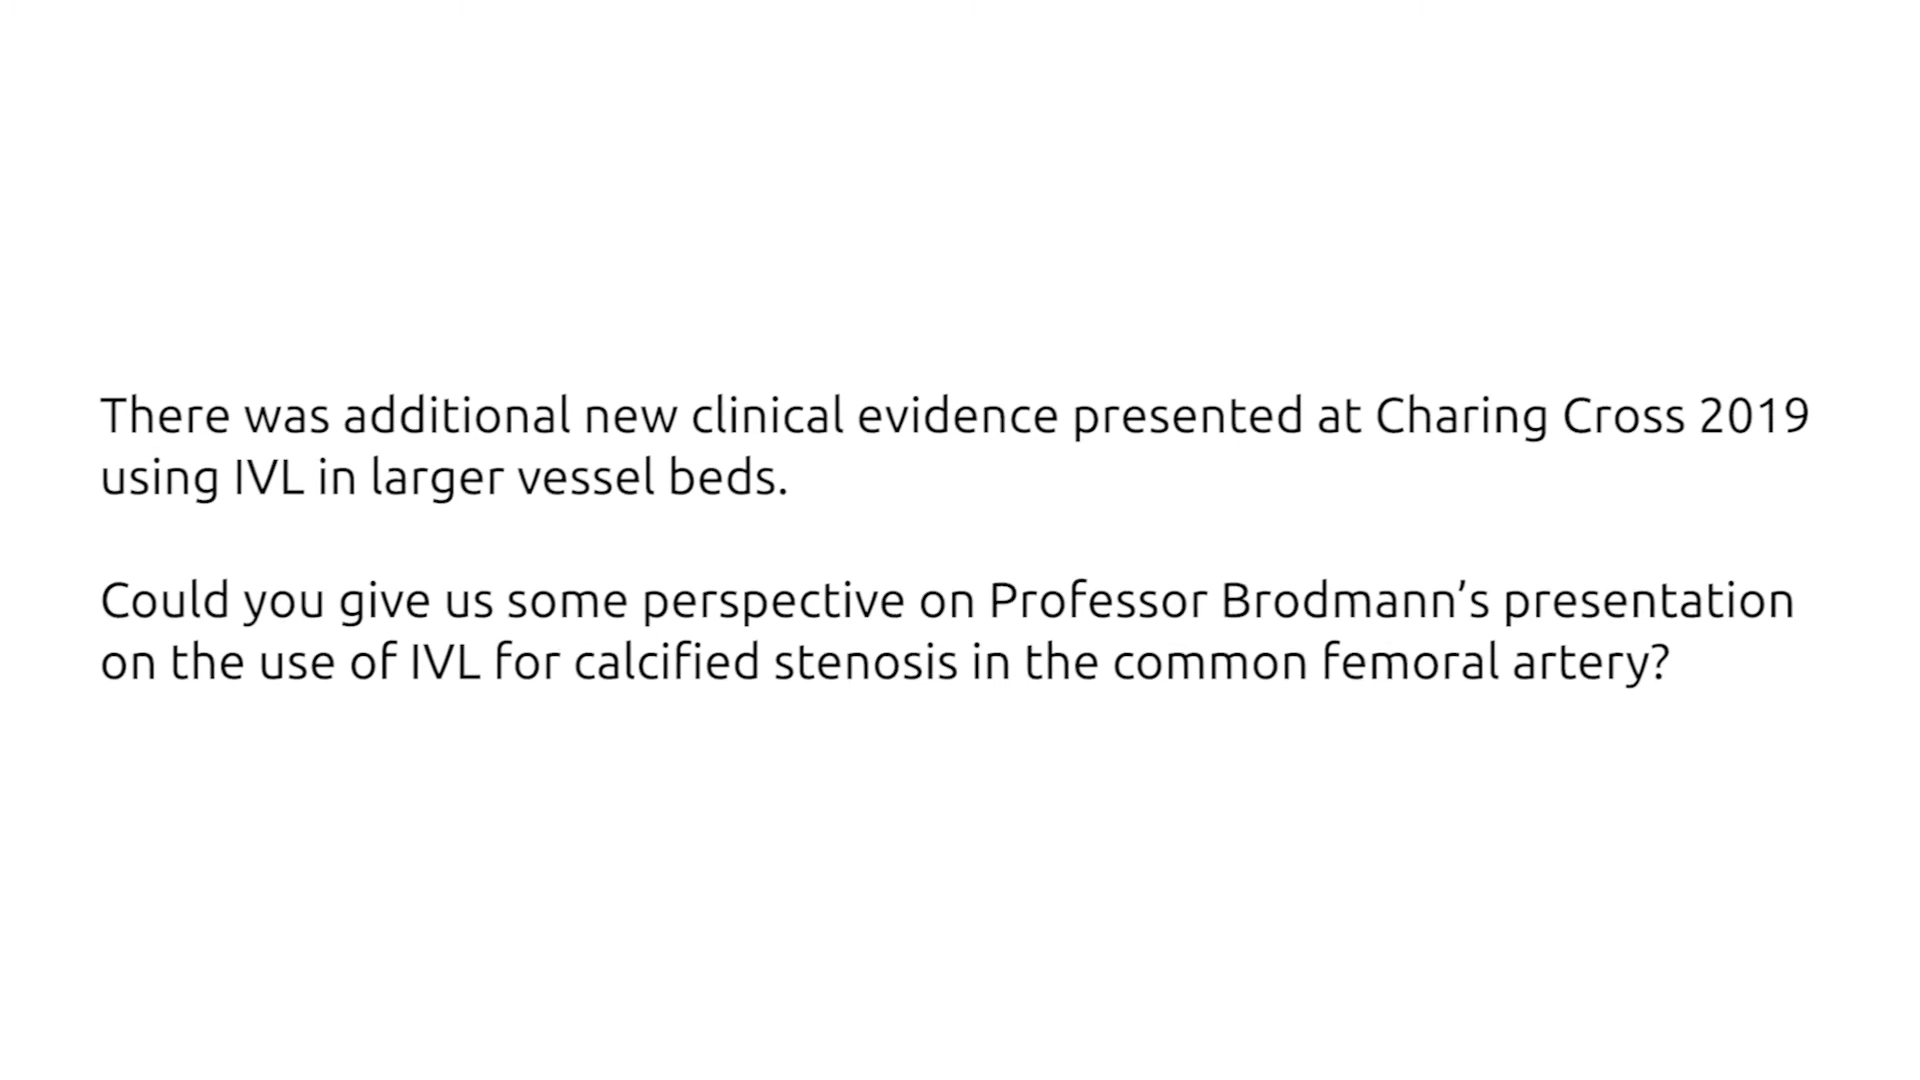 There was additional new clinical evidence presented at Charing Cross 2019
using IVL in larger vessel beds.
Could you give us some perspective on Professor Brodmann’s presentation
on the use of IVL for calcified stenosis in the common femoral artery?